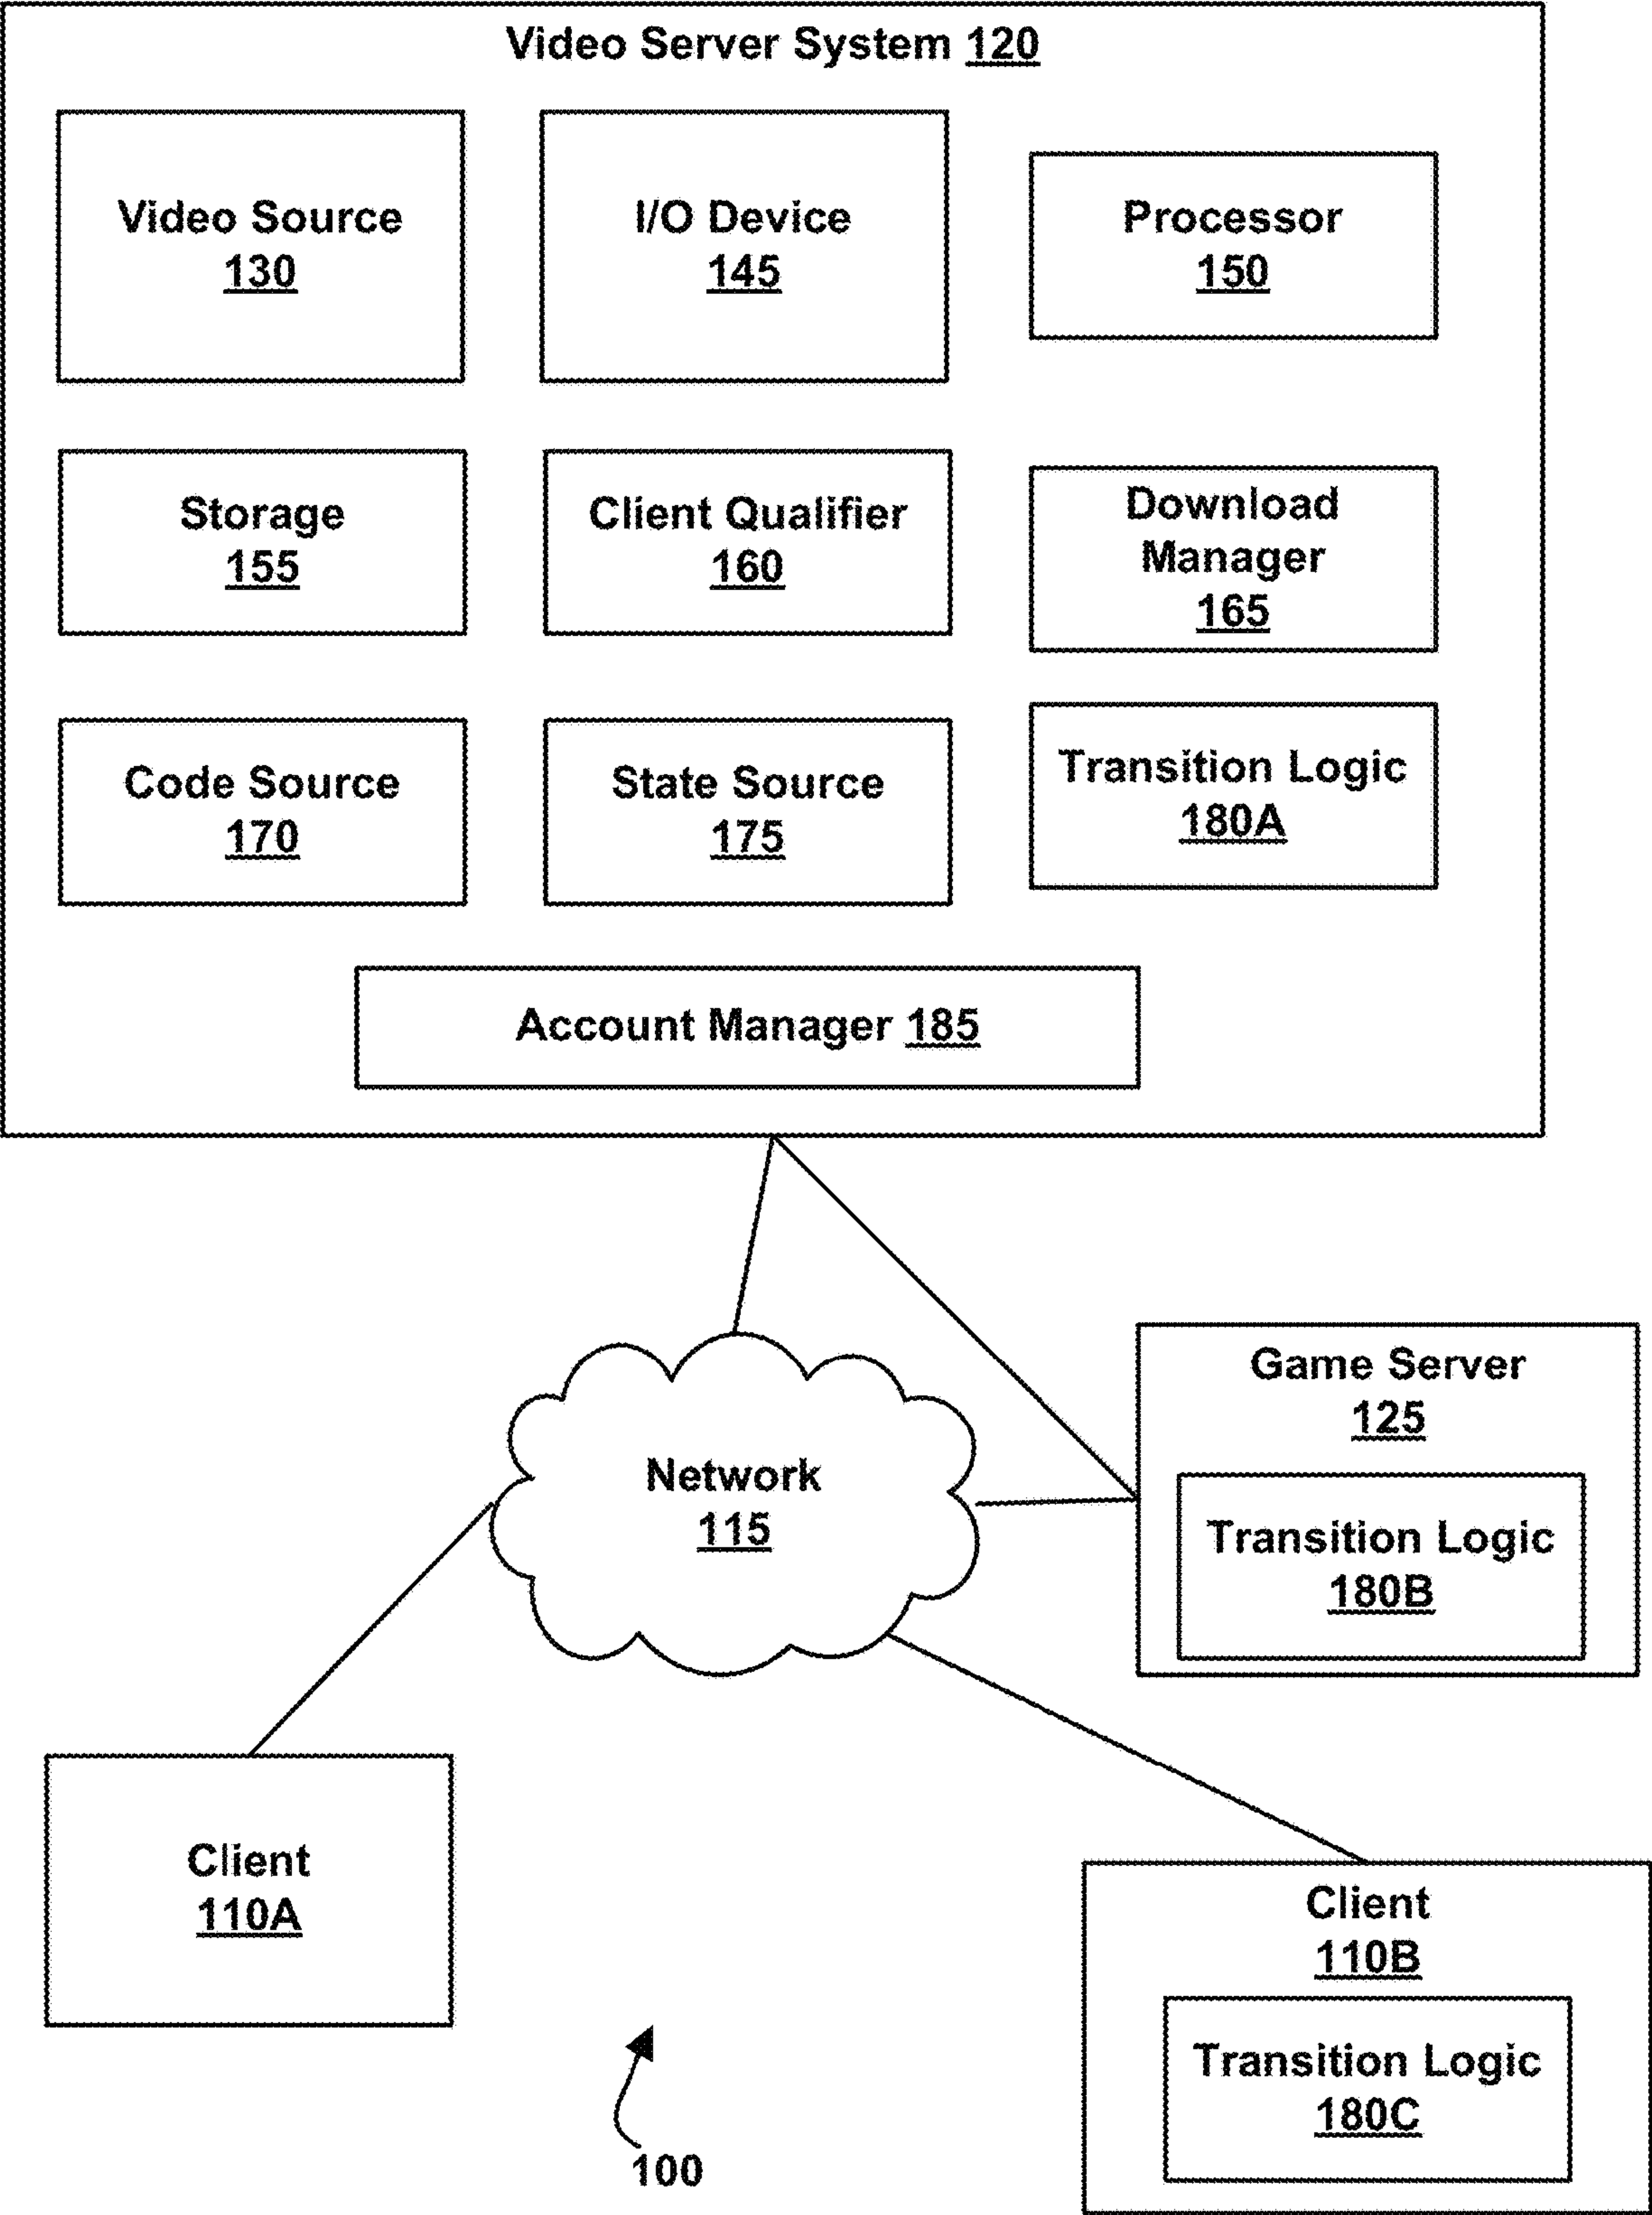 Video Server System 120
Video Source
130
I/O Device
145
Processor
150
Storage
155
Client Qualifier
160
Download
Manager
165
Code Source
170
State Source
175
Transition Logic
180A
Account Manager 185
Game Server
125
Transition Logic
180B
Network
115
Client
110A
Client
110B
Transition Logic
180C
100